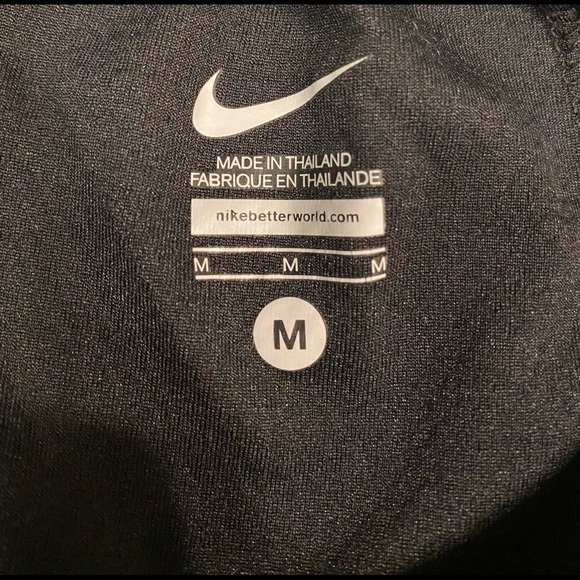 MADE IN THAILAND
FABRIQUE EN THAILANDE
nikebetterworld.com
M M M
M